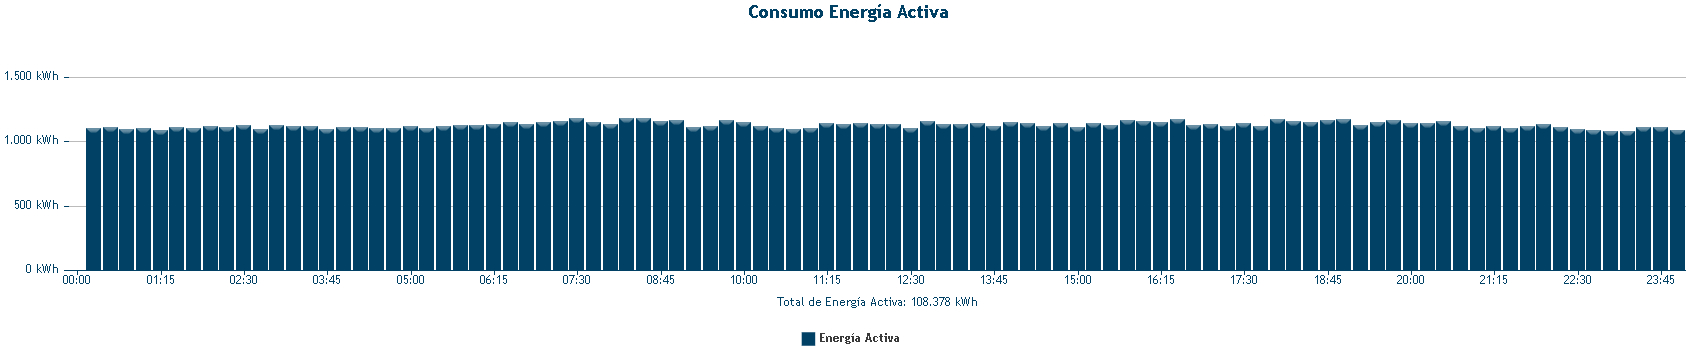 Consumo Energía Activa
1.500 kWh
1.000 kWh
500 kWh
0 kWh
00:00 01:15 02:30 03:45 05:00 06:15 07:30 08:45 10:00 11:15 12:30 13:45 15:00 16:15 17:30 18:45 20:00 21:15 22:30 23:45
Total de Energía Activa: 108.378 kWh
Energía Activa